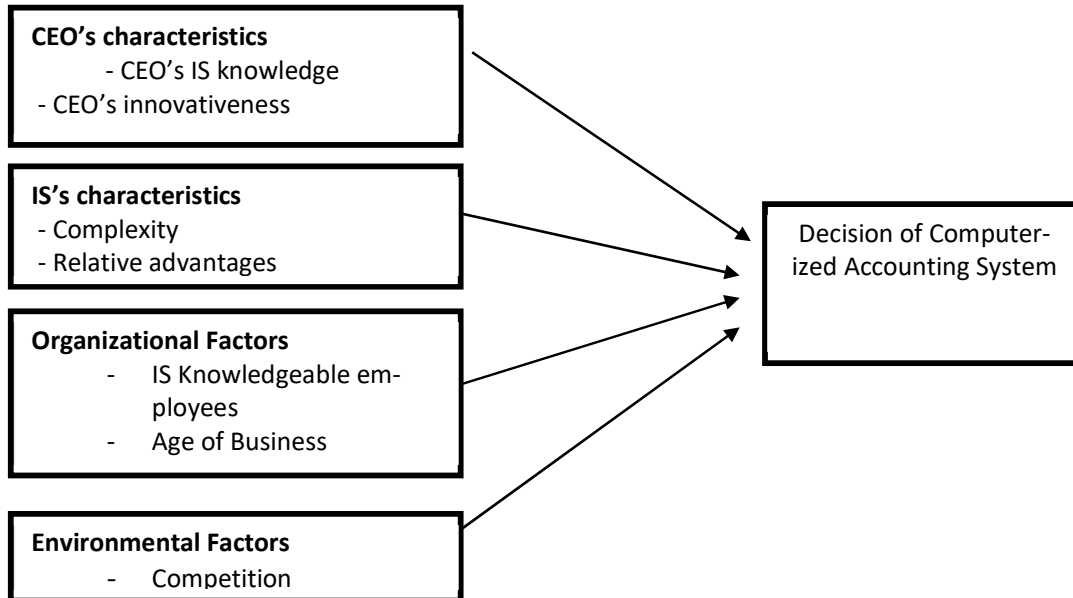 CEO’s characteristics
- CEO’s IS knowledge
- CEO’s innovativeness
IS’s characteristics
- Complexity
- Relative advantages
Organizational Factors
- IS Knowledgeable em-
ployees
- Age of Business
Environmental Factors
- Competition
Decision of Computer-
ized Accounting System